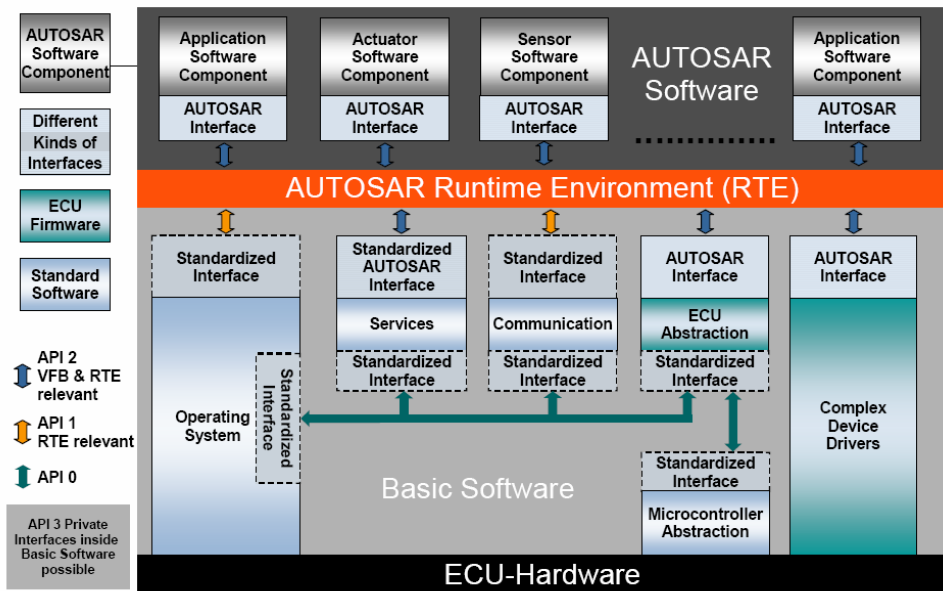 AUTOSAR
Software
Component
Different
Kinds of
Interfaces
ECU
Firmware
Standard
Software
API 2
VFB & RTE
relevant
API 1
RTE relevant
API 0
API 3 Private
Interfaces inside
Basic Software
possible
Application
Software
Component
AUTOSAR
Interface
Actuator
Software
Component
AUTOSAR
Interface
Sensor
Software
Component
AUTOSAR
Interface
AUTOSAR
Software
Application
Software
Component
AUTOSAR
Interface
AUTOSAR Runtime Environment (RTE)
Standardized
Interface
Operating
System
Standardized
Interface
Standardized
AUTOSAR
Interface
Services
Standardized
Interface
Standardized
Interface
Communication
Standardized
Interface
AUTOSAR
Interface
ECU
Abstraction
Standardized
Interface
Standardized
Interface
Microcontroller
Abstraction
AUTOSAR
Interface
Complex
Device
Drivers
Basic Software
ECU-Hardware